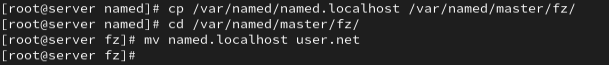 [root@server named]# cp /var/named/named.localhost /var/named/master/fz/
[root@server named]# cd /var/named/master/fz/
[root@server fz]# mv named.localhost user.net
[root@server fz]#